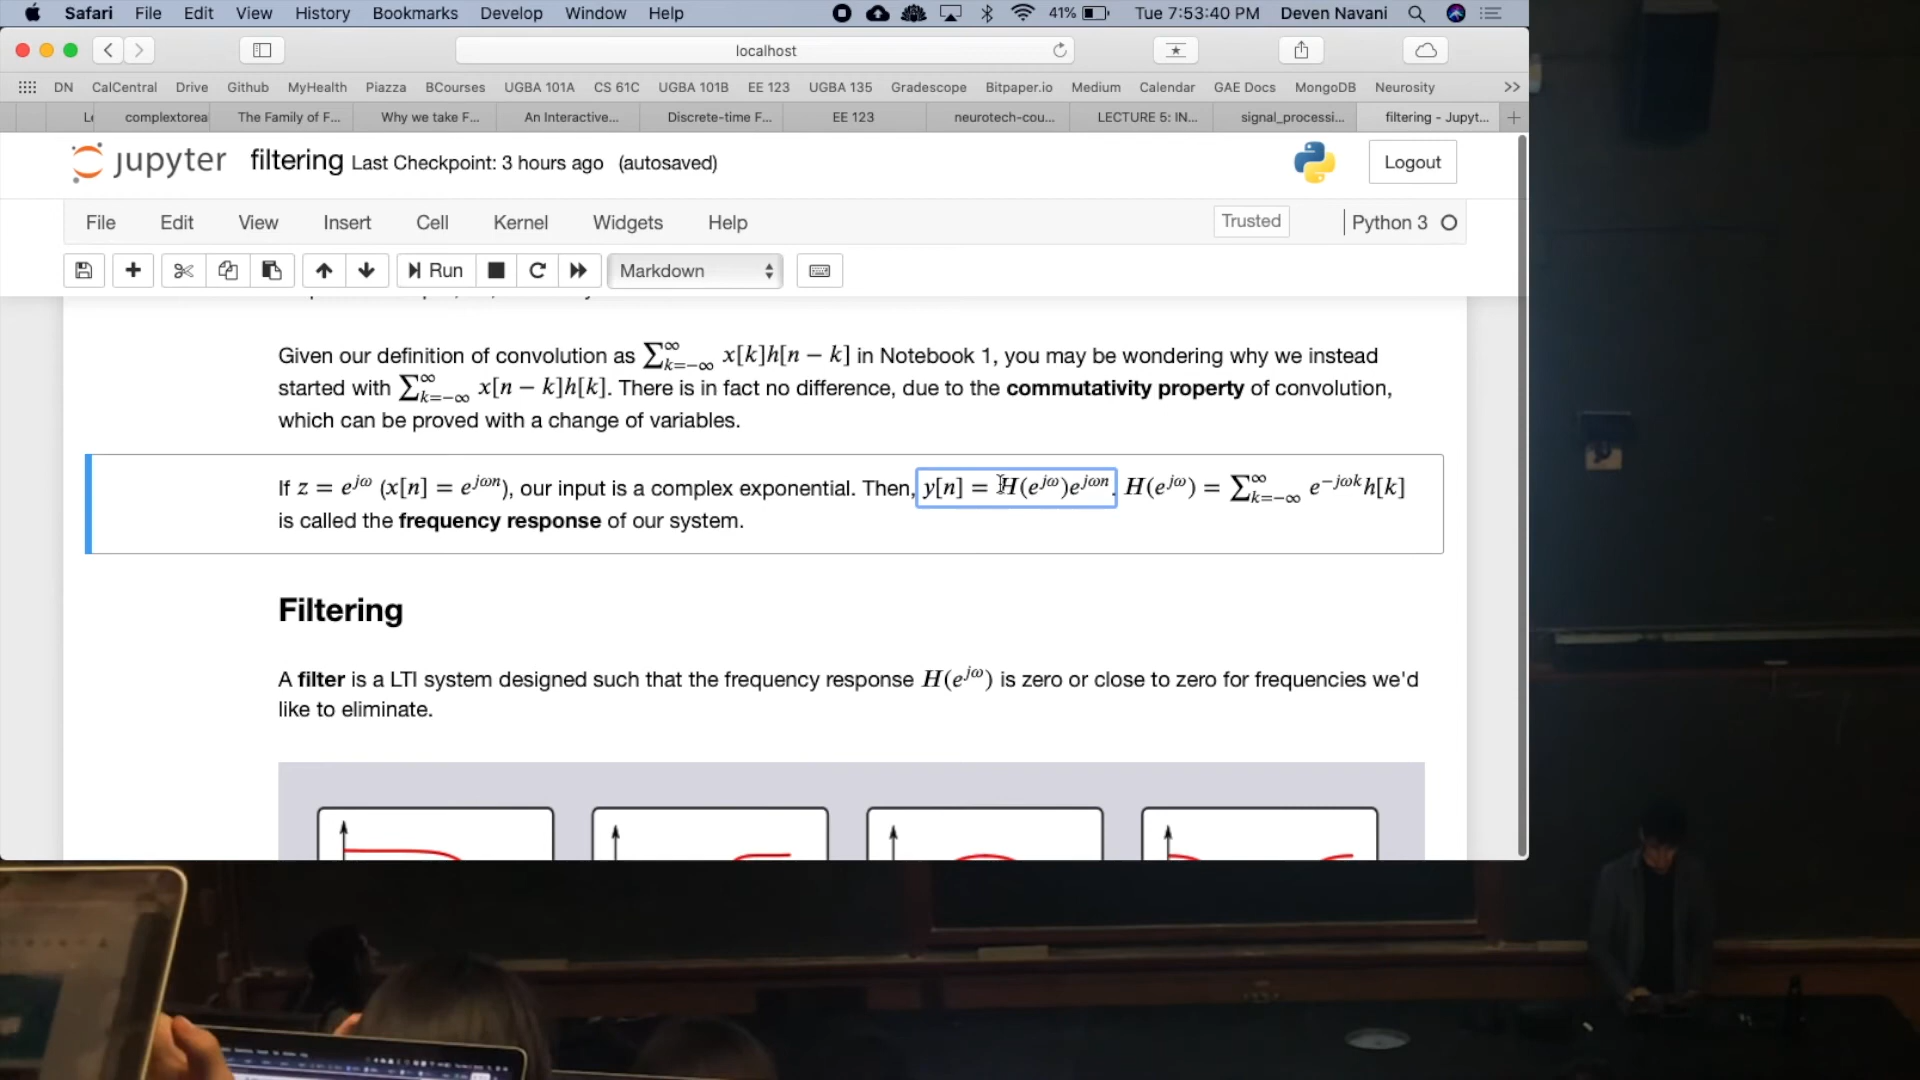 Safari File Edit View History Bookmarks Develop Window Help 41% Tue 7:53:40 PM Deven Navani
localhost
DN CalCentral Drive Github MyHealth Piazza BCourses UGBA 101A CS 61C UGBA 101B EE 123 UGBA 135 Gradescope Bitpaper.io Medium Calendar GAE Docs MongoDB Neurosity >>
Le complextorea The Family of F... Why we take F... An Interactive... Discrete-time F... EE 123 neurotech-cou... LECTURE 5: IN... signal_processi... filtering - Jupyt... +
jupyter filtering Last Checkpoint: 3 hours ago (autosaved) Logout
File Edit View Insert Cell Kernel Widgets Help Trusted Python 3
Run Markdown
Given our definition of convolution as ∑_{k=−∞}^{∞} x[k]h[n − k] in Notebook 1, you may be wondering why we instead
started with ∑_{k=−∞}^{∞} x[n − k]h[k]. There is in fact no difference, due to the commutativity property of convolution,
which can be proved with a change of variables.
If z = e^{jω} (x[n] = e^{jωn}), our input is a complex exponential. Then, y[n] = H(e^{jω})e^{jωn}. H(e^{jω}) = ∑_{k=−∞}^{∞} e^{−jωk}h[k]
is called the frequency response of our system.
Filtering
A filter is a LTI system designed such that the frequency response H(e^{jω}) is zero or close to zero for frequencies we'd
like to eliminate.